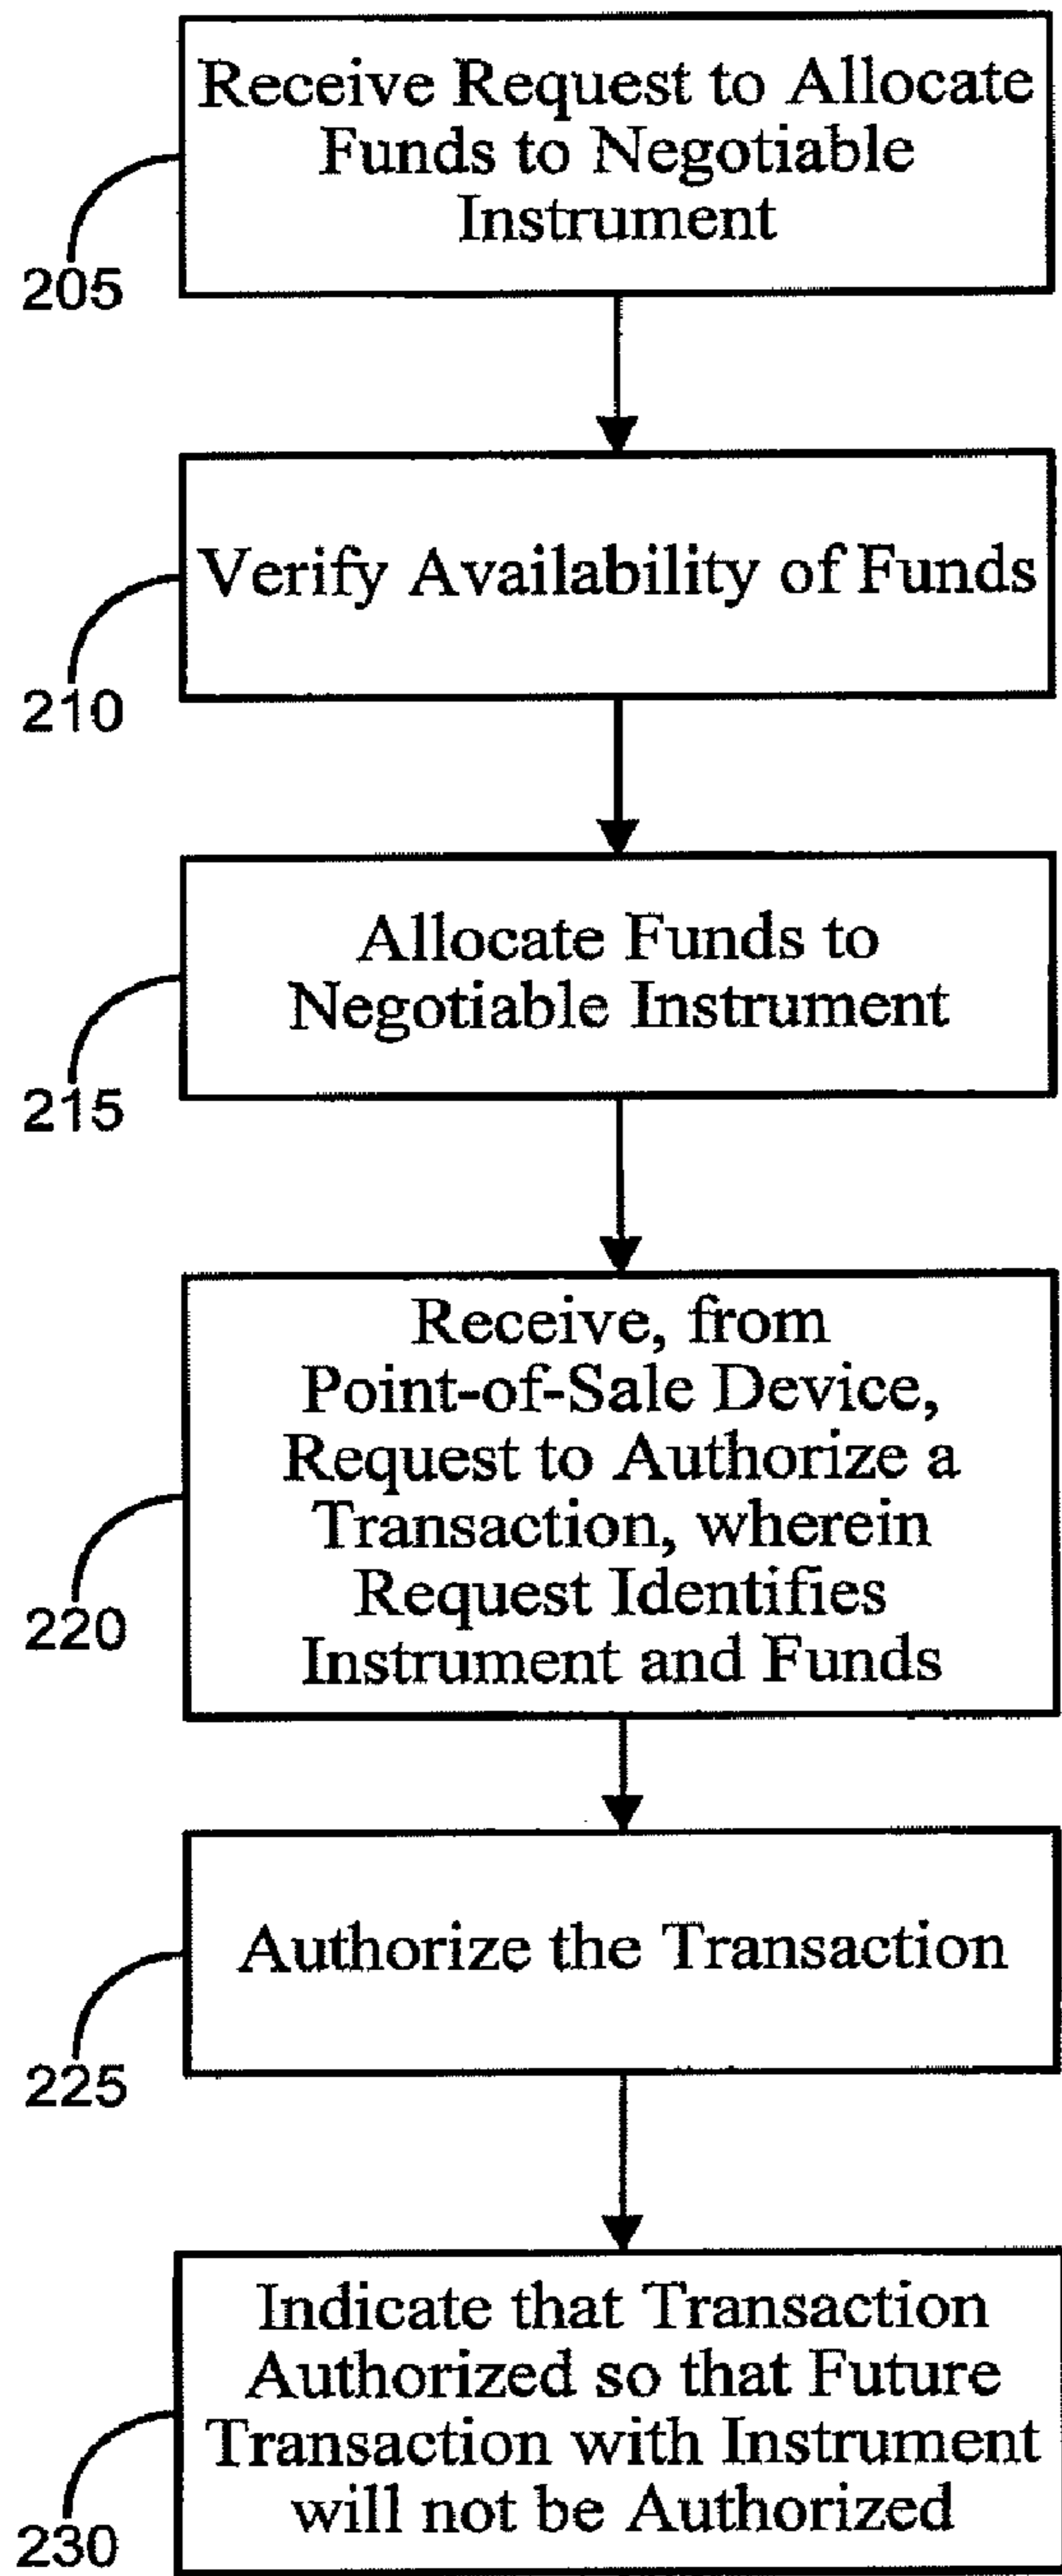 Receive Request to Allocate
Funds to Negotiable
Instrument
205
Verify Availability of Funds
210
Allocate Funds to
Negotiable Instrument
215
Receive, from
Point-of-Sale Device,
Request to Authorize a
Transaction, wherein
Request Identifies
Instrument and Funds
220
Authorize the Transaction
225
Indicate that Transaction
Authorized so that Future
Transaction with Instrument
will not be Authorized
230